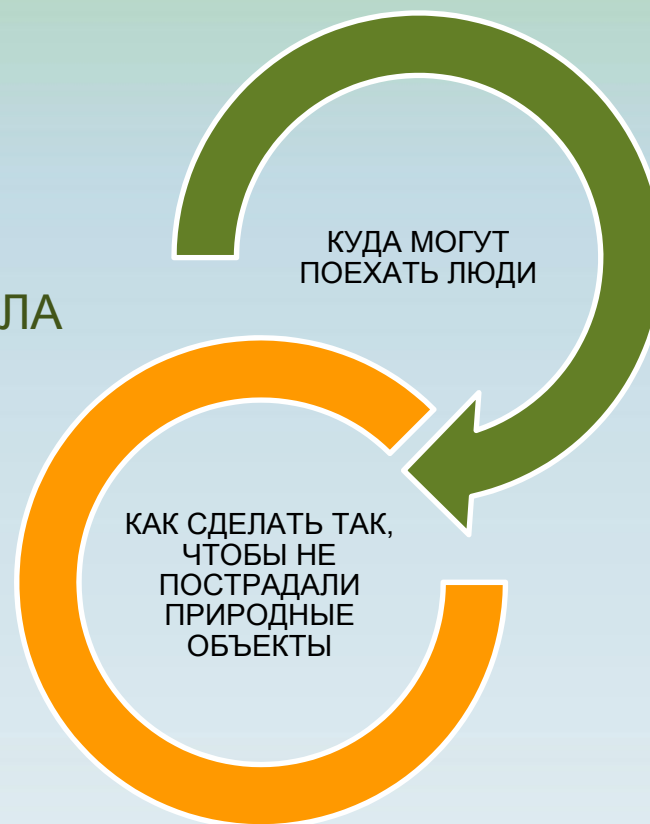 КУДА МОГУТ
ПОЕХАТЬ ЛЮДИ
ЛА
КАК СДЕЛАТЬ ТАК,
ЧТОБЫ НЕ
ПОСТРАДАЛИ
ПРИРОДНЫЕ
ОБЪЕКТЫ